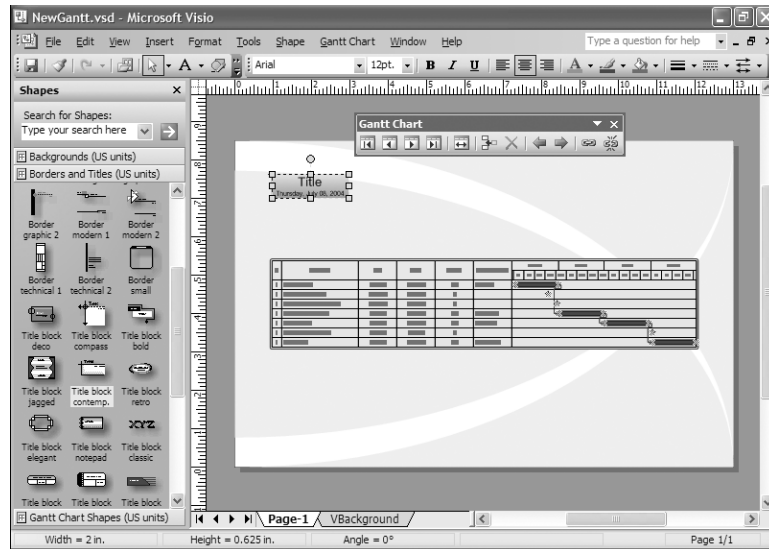 NewGantt.vsd - Microsoft Visio
File Edit View Insert Format Tools Shape Gantt Chart Window Help Type a question for help
A Arial 12pt. B I U A
Shapes
Search for Shapes:
Type your search here
Backgrounds (US units)
Borders and Titles (US units)
Border graphic 2
Border modern 1
Border modern 2
Border technical 1
Border technical 2
Border small
Title block deco
Title block compass
Title block bold
Title block jagged
Title block contemp.
Title block retro
XYZ
Title block elegant
Title block notepad
Title block classic
Title block Title block Title block
Gantt Chart Shapes (US units)
Gantt Chart
Title
Thursday, July 08, 2004
Page-1 VBackground
Width = 2 in. Height = 0.625 in. Angle = 0° Page 1/1